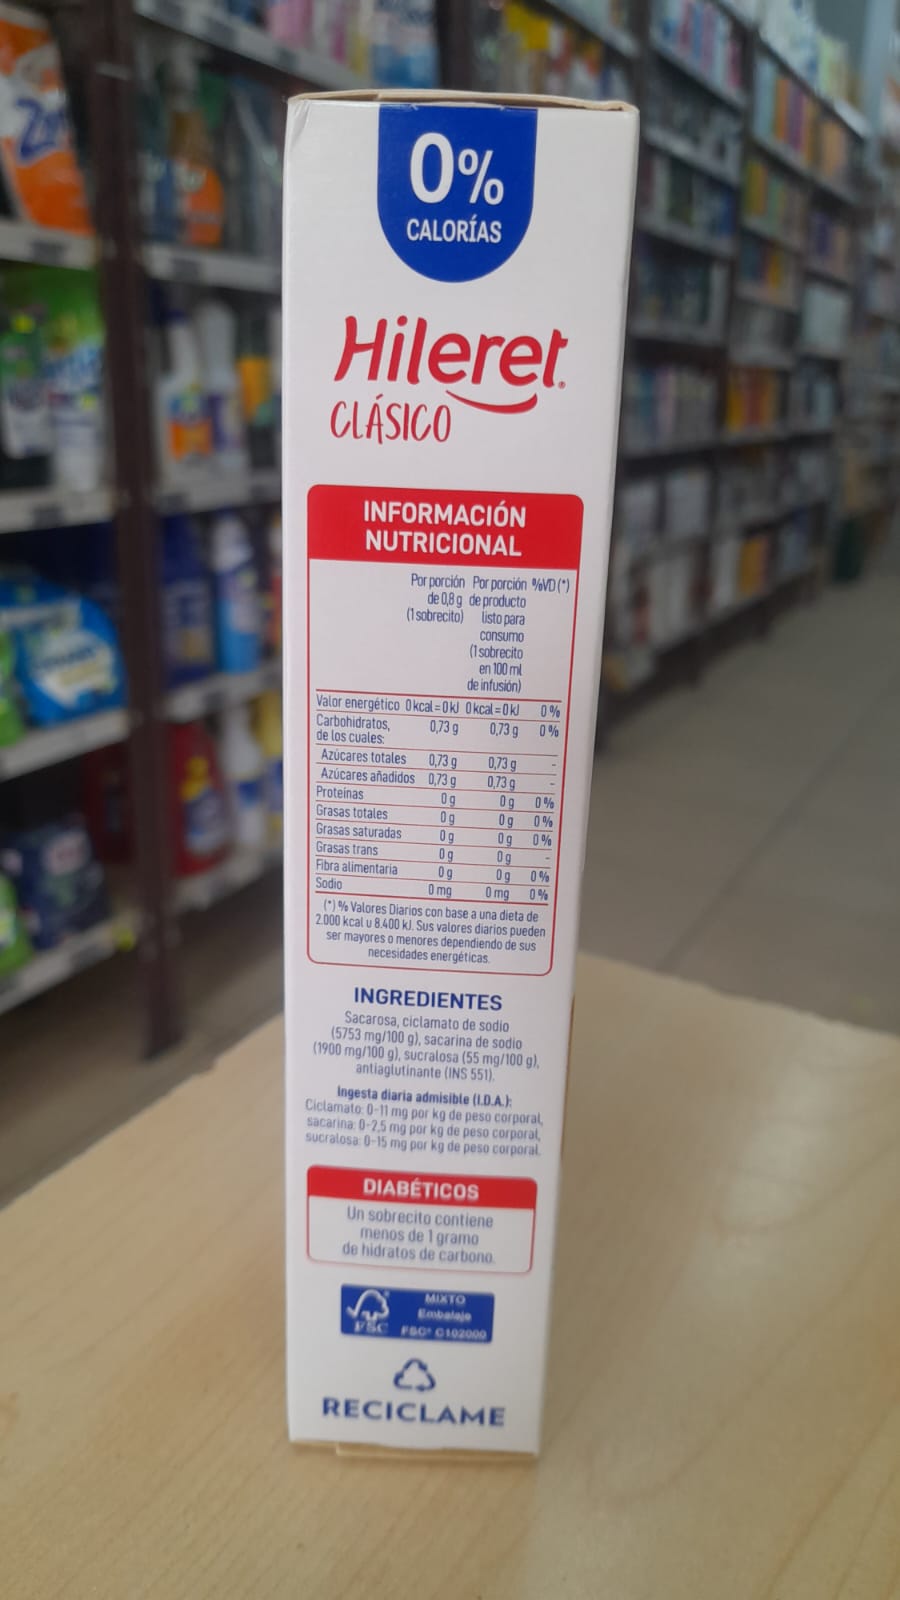 0%
CALORÍAS
Hileret
CLÁSICO
INFORMACIÓN
NUTRICIONAL
Por porción de 0,8 g (1 sobrecito) Por porción de producto listo para consumo (1 sobrecito en 100 ml de infusión) %VD (*)
Valor energético 0 kcal = 0 kJ 0 kcal = 0 kJ 0 %
Carbohidratos, de los cuales: 0,73 g 0,73 g 0 %
Azúcares totales 0,73 g 0,73 g -
Azúcares añadidos 0,73 g 0,73 g -
Proteínas 0 g 0 g 0 %
Grasas totales 0 g 0 g 0 %
Grasas saturadas 0 g 0 g 0 %
Grasas trans 0 g 0 g -
Fibra alimentaria 0 g 0 g 0 %
Sodio 0 mg 0 mg 0 %
(*) % Valores Diarios con base a una dieta de
2.000 kcal u 8.400 kJ. Sus valores diarios pueden
ser mayores o menores dependiendo de sus
necesidades energéticas.
INGREDIENTES
Sacarosa, ciclamato de sodio
(5753 mg/100 g), sacarina de sodio
(1900 mg/100 g), sucralosa (55 mg/100 g),
antiaglutinante (INS 551).
Ingesta diaria admisible (I.D.A.):
Ciclamato: 0-11 mg por kg de peso corporal,
sacarina: 0-2,5 mg por kg de peso corporal,
sucralosa: 0-15 mg por kg de peso corporal.
DIABÉTICOS
Un sobrecito contiene
menos de 1 gramo
de hidratos de carbono.
FSC
MIXTO
Embalaje
FSC® C102000
RECICLAME